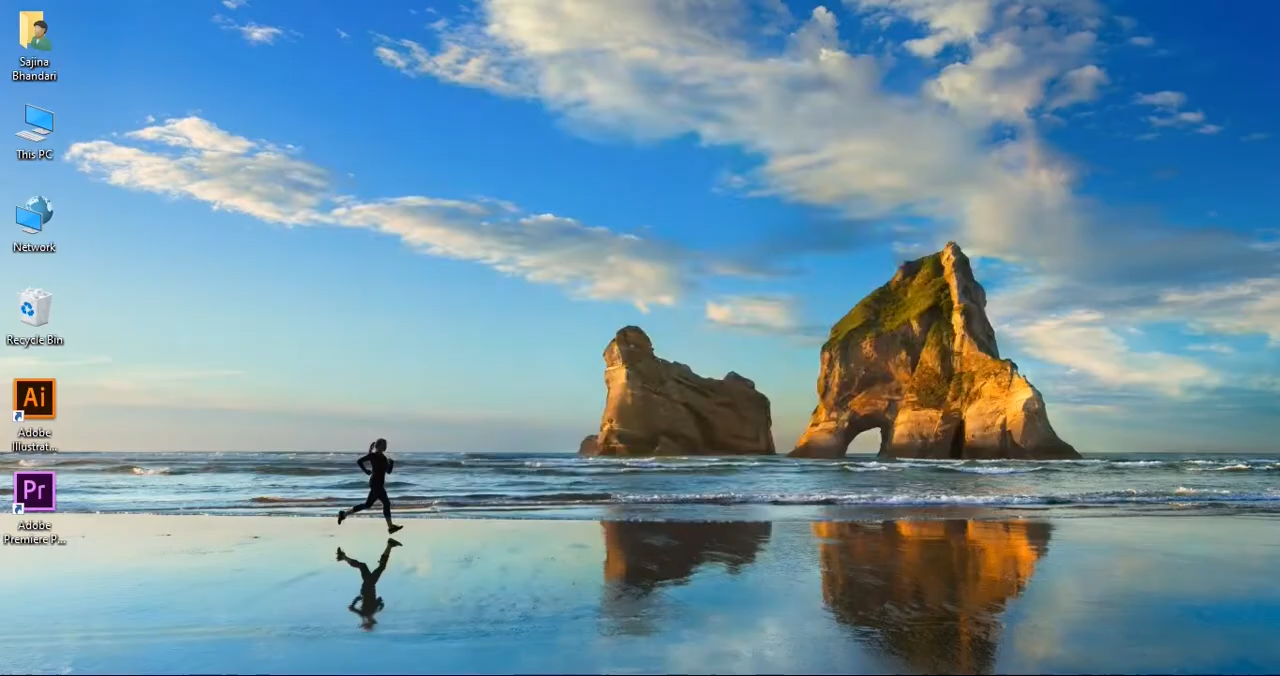 Sajina
Bhandari
This PC
Network
Recycle Bin
Ai
Adobe
Illustrat...
Pr
Adobe
Premiere P...